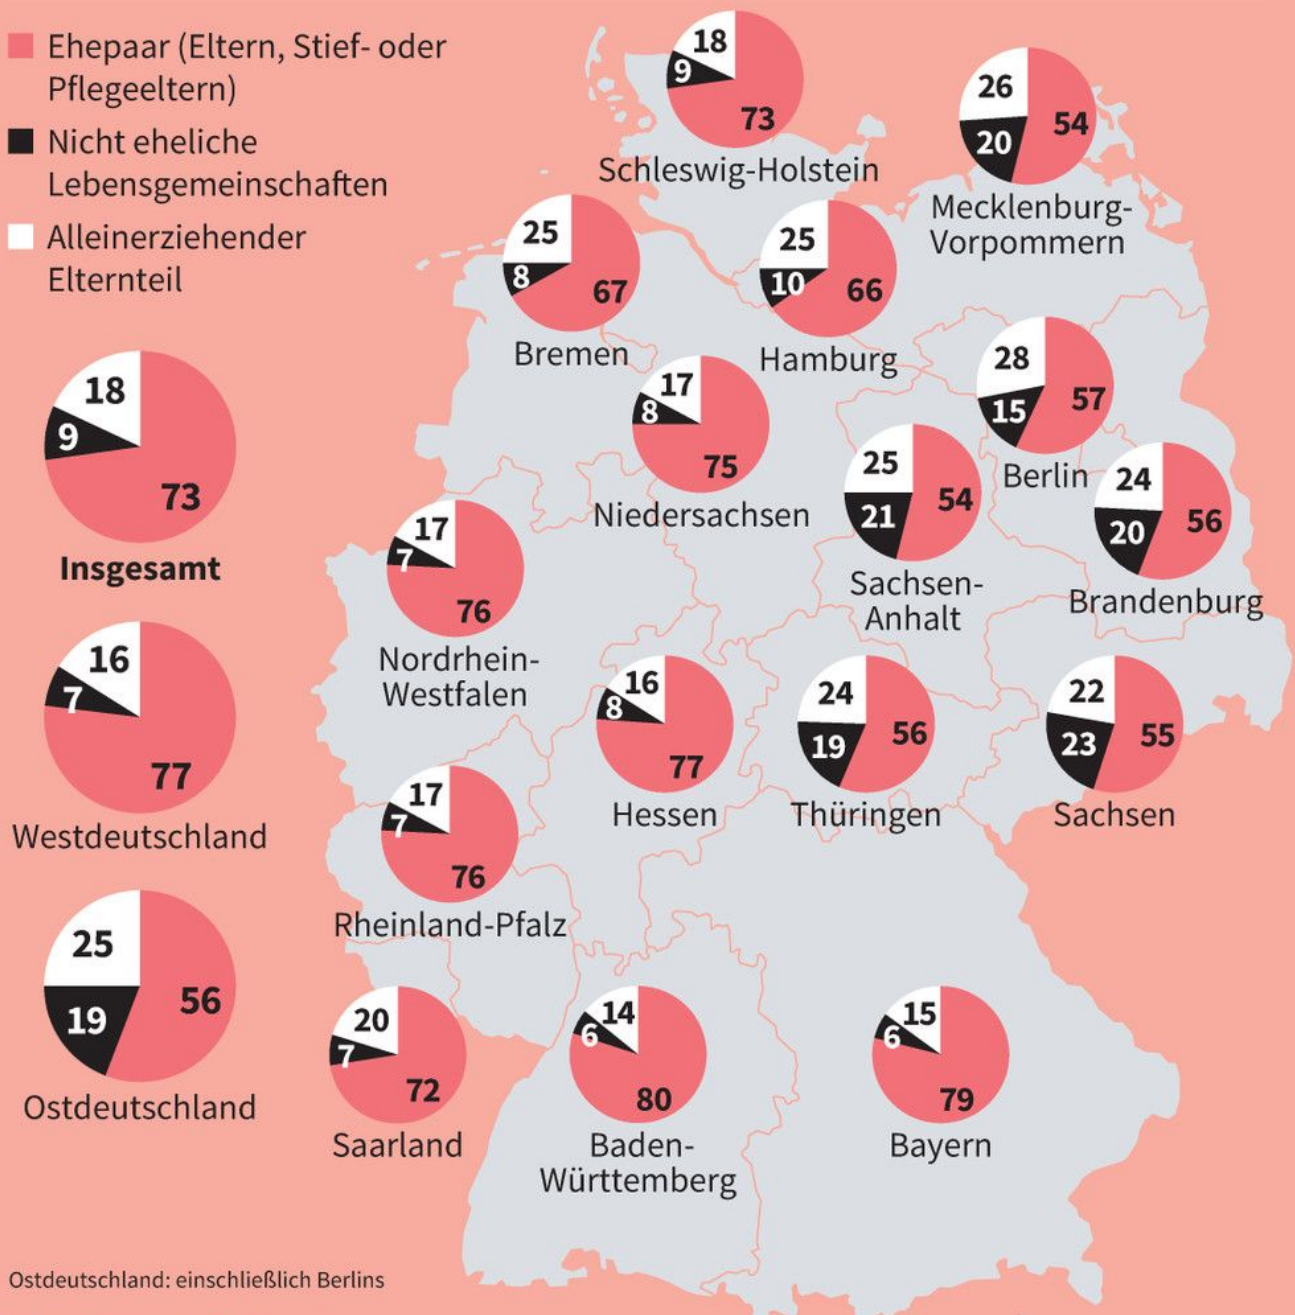 Ehepaar (Eltern, Stief- oder
Pflegeeltern)
Nicht eheliche
Lebensgemeinschaften
Alleinerziehender
Elternteil
18
9
73
Insgesamt
16
7
77
Westdeutschland
25
19
56
Ostdeutschland
18
9
73
Schleswig-Holstein
26
20
54
Mecklenburg-
Vorpommern
25
8
67
Bremen
25
10
66
Hamburg
17
8
75
Niedersachsen
28
15
57
Berlin
25
21
54
Sachsen-
Anhalt
24
20
56
Brandenburg
17
7
76
Nordrhein-
Westfalen
16
8
77
Hessen
24
19
56
Thüringen
22
23
55
Sachsen
17
7
76
Rheinland-Pfalz
20
7
72
Saarland
14
6
80
Baden-
Württemberg
15
6
79
Bayern
Ostdeutschland: einschließlich Berlins